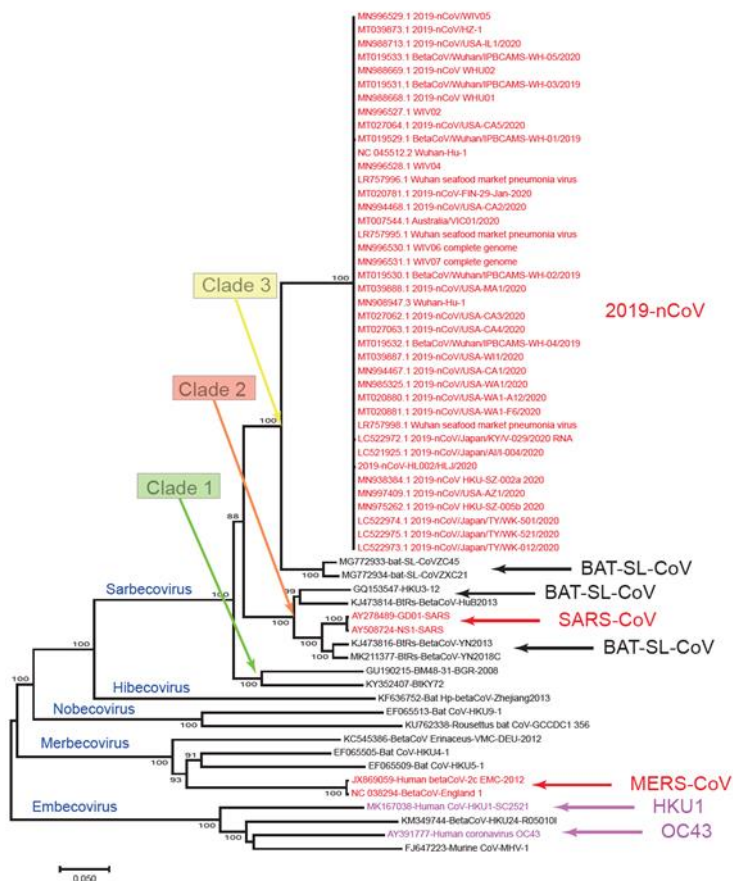 MN996529.1 2019-nCoV/WIV05
MT039873.1 2019-nCoV/HZ-1
MN988713.1 2019-nCoV/USA-IL1/2020
MT019533.1 BetaCoV/Wuhan/IPBCAMS-WH-05/2020
MN988669.1 2019-nCoV WHU02
MT019531.1 BetaCoV/Wuhan/IPBCAMS-WH-03/2019
MN988668.1 2019-nCoV WHU01
MN996527.1 WIV02
MT027064.1 2019-nCoV/USA-CA5/2020
MT019529.1 BetaCoV/Wuhan/IPBCAMS-WH-01/2019
NC 045512.2 Wuhan-Hu-1
MN996528.1 WIV04
LR757996.1 Wuhan seafood market pneumonia virus
MT020781.1 2019-nCoV-FIN-29-Jan-2020
MN994468.1 2019-nCoV/USA-CA2/2020
MT007544.1 Australia/VIC01/2020
LR757995.1 Wuhan seafood market pneumonia virus
MN996530.1 WIV06 complete genome
MN996531.1 WIV07 complete genome
MT019530.1 BetaCoV/Wuhan/IPBCAMS-WH-02/2019
100
Clade 3
MT039888.1 2019-nCoV/USA-MA1/2020
MN908947.3 Wuhan-Hu-1
2019-nCoV
MT027062.1 2019-nCoV/USA-CA3/2020
MT027063.1 2019-nCoV/USA-CA4/2020
MT019532.1 BetaCoV/Wuhan/IPBCAMS-WH-04/2019
MT039887.1 2019-nCoV/USA-WI1/2020
MN994467.1 2019-nCoV/USA-CA1/2020
Clade 2
MN985325.1 2019-nCoV/USA-WA1/2020
MT020880.1 2019-nCoV/USA-WA1-A12/2020
MT020881.1 2019-nCoV/USA-WA1-F6/2020
100
LR757998.1 Wuhan seafood market pneumonia virus
LC522972.1 2019-nCoV/Japan/KY/V-029/2020 RNA
LC521925.1 2019-nCoV/Japan/AI/I-004/2020
2019-nCoV-HL002/HLJ/2020
Clade 1
MN938384.1 2019-nCoV HKU-SZ-002a 2020
MN997409.1 2019-nCoV/USA-AZ1/2020
MN975262.1 2019-nCoV HKU-SZ-005b 2020
88
LC522974.1 2019-nCoV/Japan/TY/WK-501/2020
LC522975.1 2019-nCoV/Japan/TY/WK-521/2020
LC522973.1 2019-nCoV/Japan/TY/WK-012/2020
MG772933-bat-SL-CoVZC45
BAT-SL-CoV
100
MG772934-bat-SL-CoVZXC21
Sarbecovirus
99
GQ153547-HKU3-12
BAT-SL-CoV
KJ473814-BtRs-BetaCoV-HuB2013
100
100
AY278489-GD01-SARS
SARS-CoV
100
100
AY508724-NS1-SARS
KJ473816-BtRs-BetaCoV-YN2013
BAT-SL-CoV
100
MK211377-BtRs-BetaCoV-YN2018C
100
GU190215-BM48-31-BGR-2008
100
KY352407-BtKY72
Hibecovirus
KF636752-Bat Hp-betaCoV-Zhejiang2013
Nobecovirus
EF065513-Bat CoV-HKU9-1
100
KU762338-Rousettus bat CoV-GCCDC1 356
Merbecovirus
KC545386-BetaCoV Erinaceus-VMC-DEU-2012
100
91
EF065505-Bat CoV-HKU4-1
EF065509-Bat CoV-HKU5-1
93
JX869059-Human betaCoV-2c EMC-2012
MERS-CoV
100
NC 038294-BetaCoV-England 1
Embecovirus
MK167038-Human CoV-HKU1-SC2521
HKU1
100
KM349744-BetaCoV-HKU24-R05010I
100
AY391777-Human coronavirus OC43
OC43
100
FJ647223-Murine CoV-MHV-1
0.050